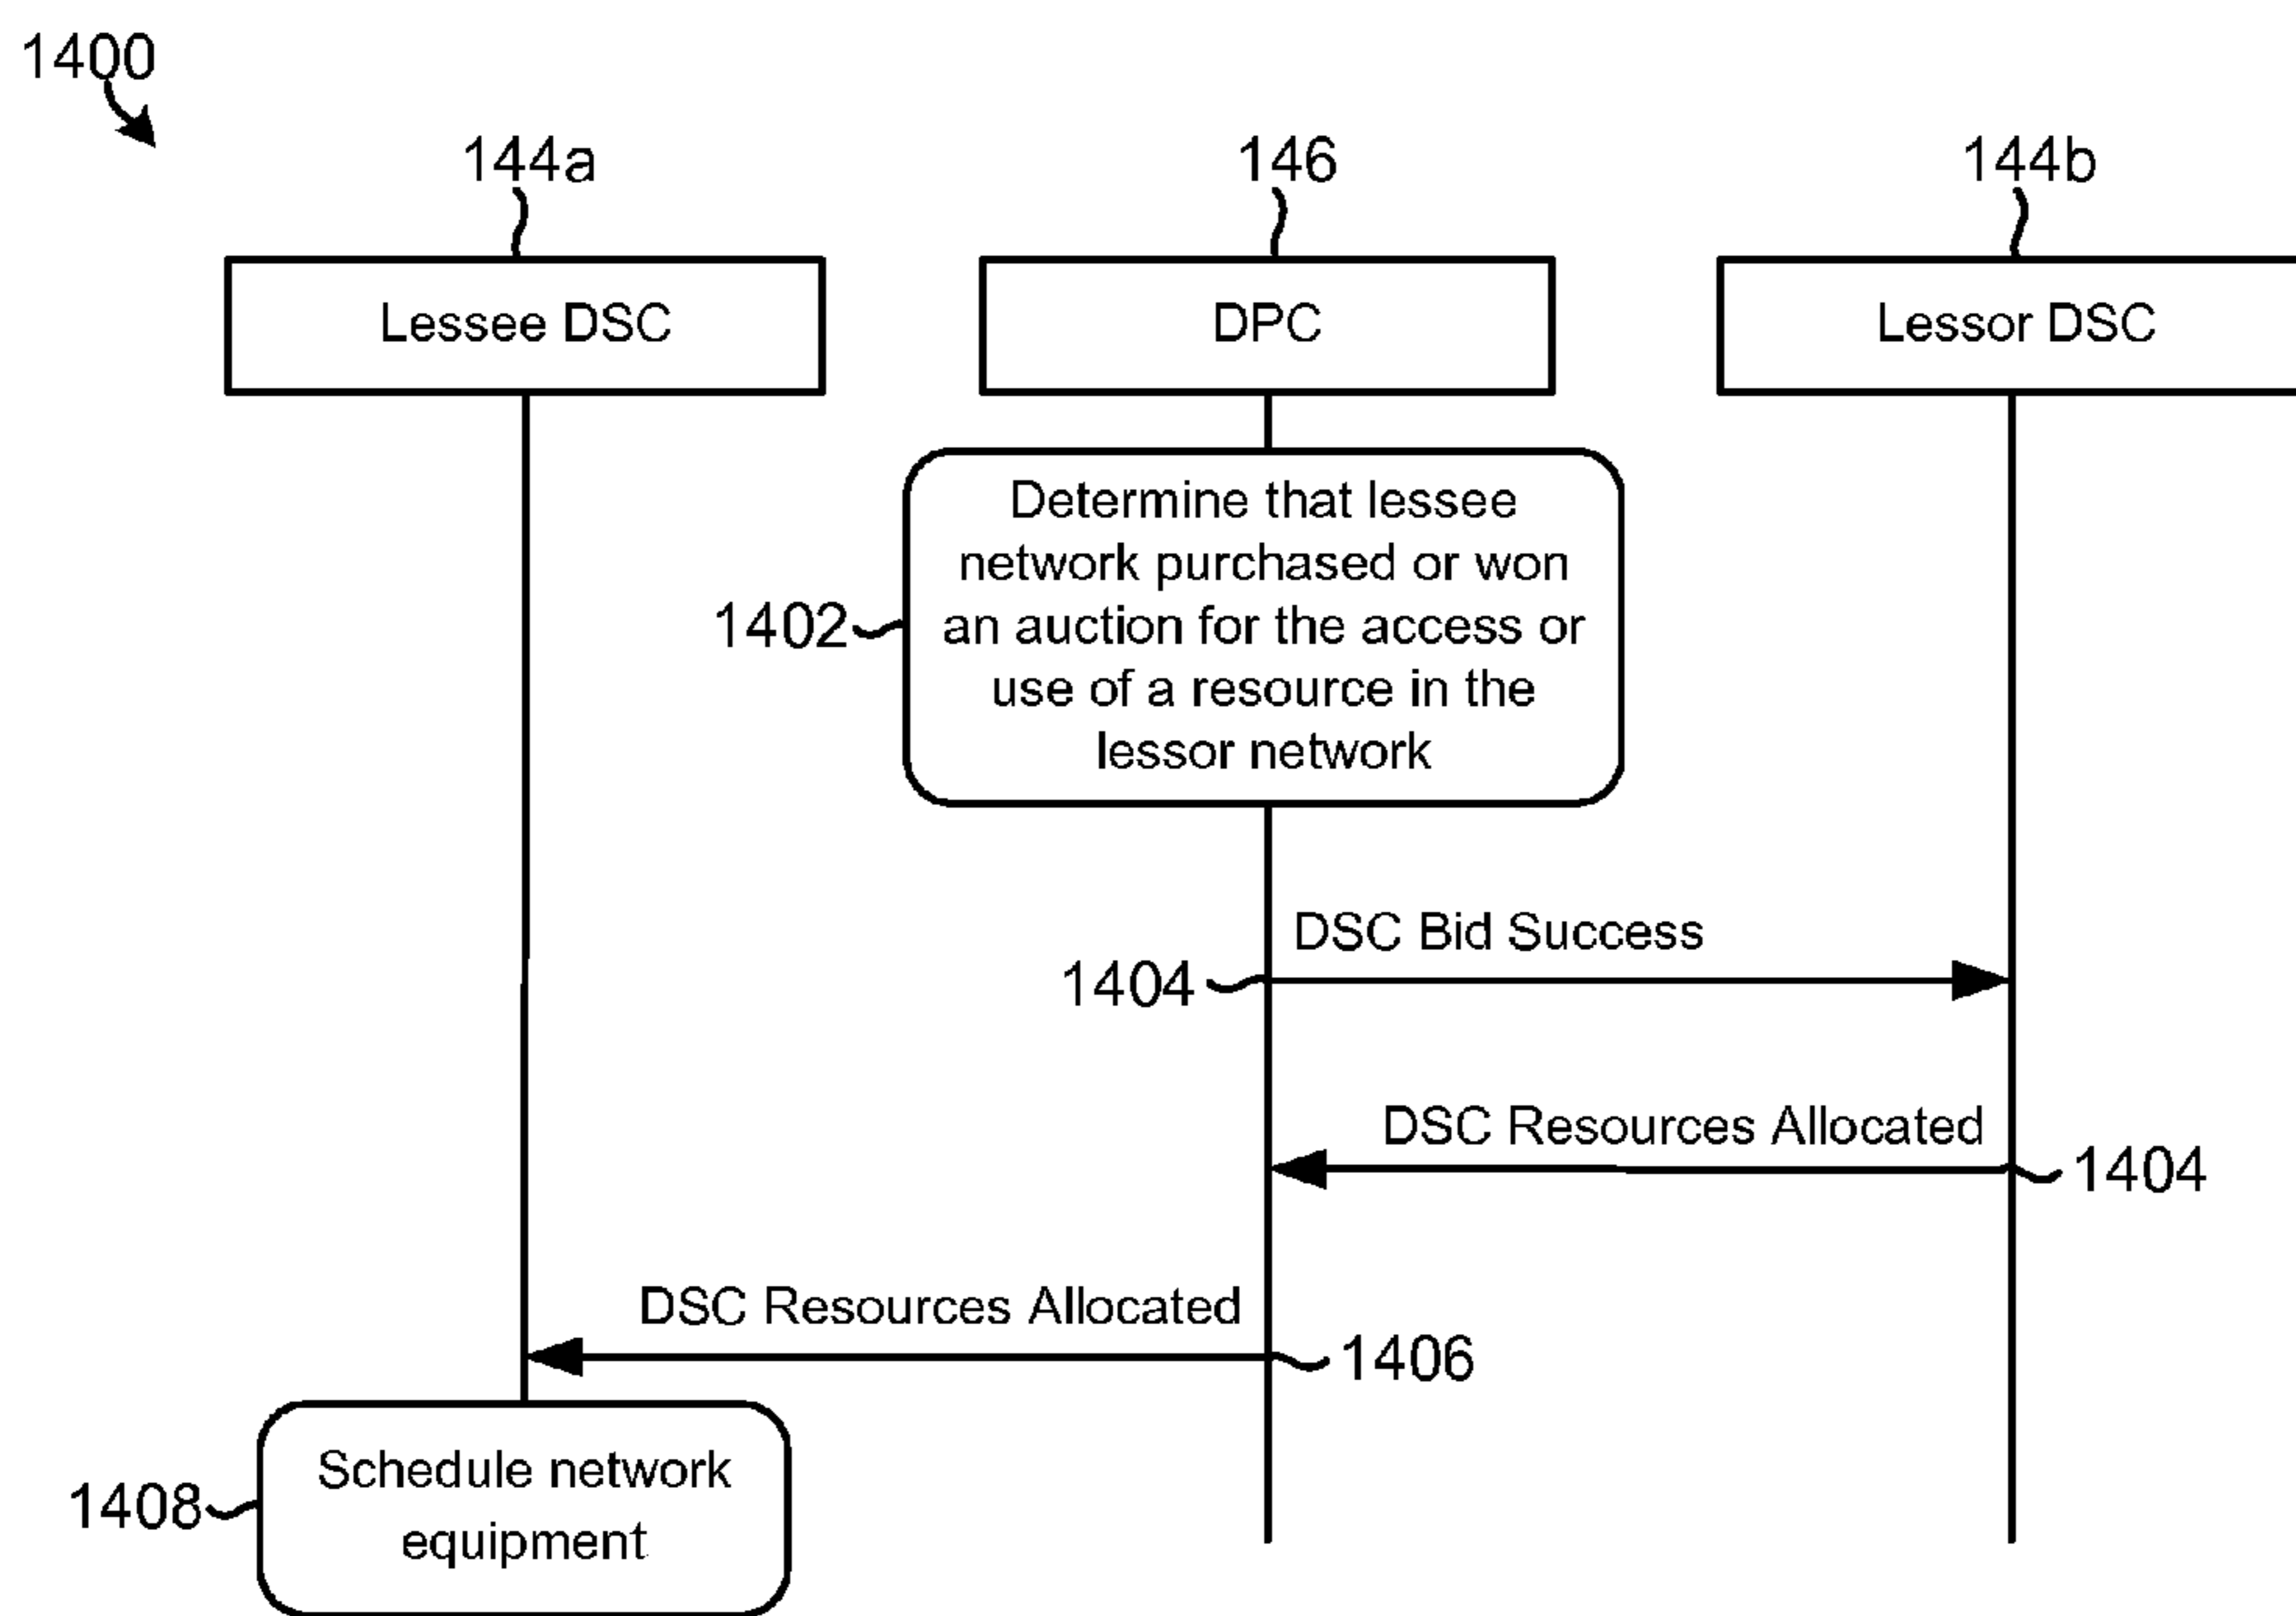 1400
144a
146
144b
Lessee DSC
DPC
Lessor DSC
Determine that lessee
network purchased or won
an auction for the access or
use of a resource in the
lessor network
1402
DSC Bid Success
1404
DSC Resources Allocated
1404
DSC Resources Allocated
1406
Schedule network
equipment
1408